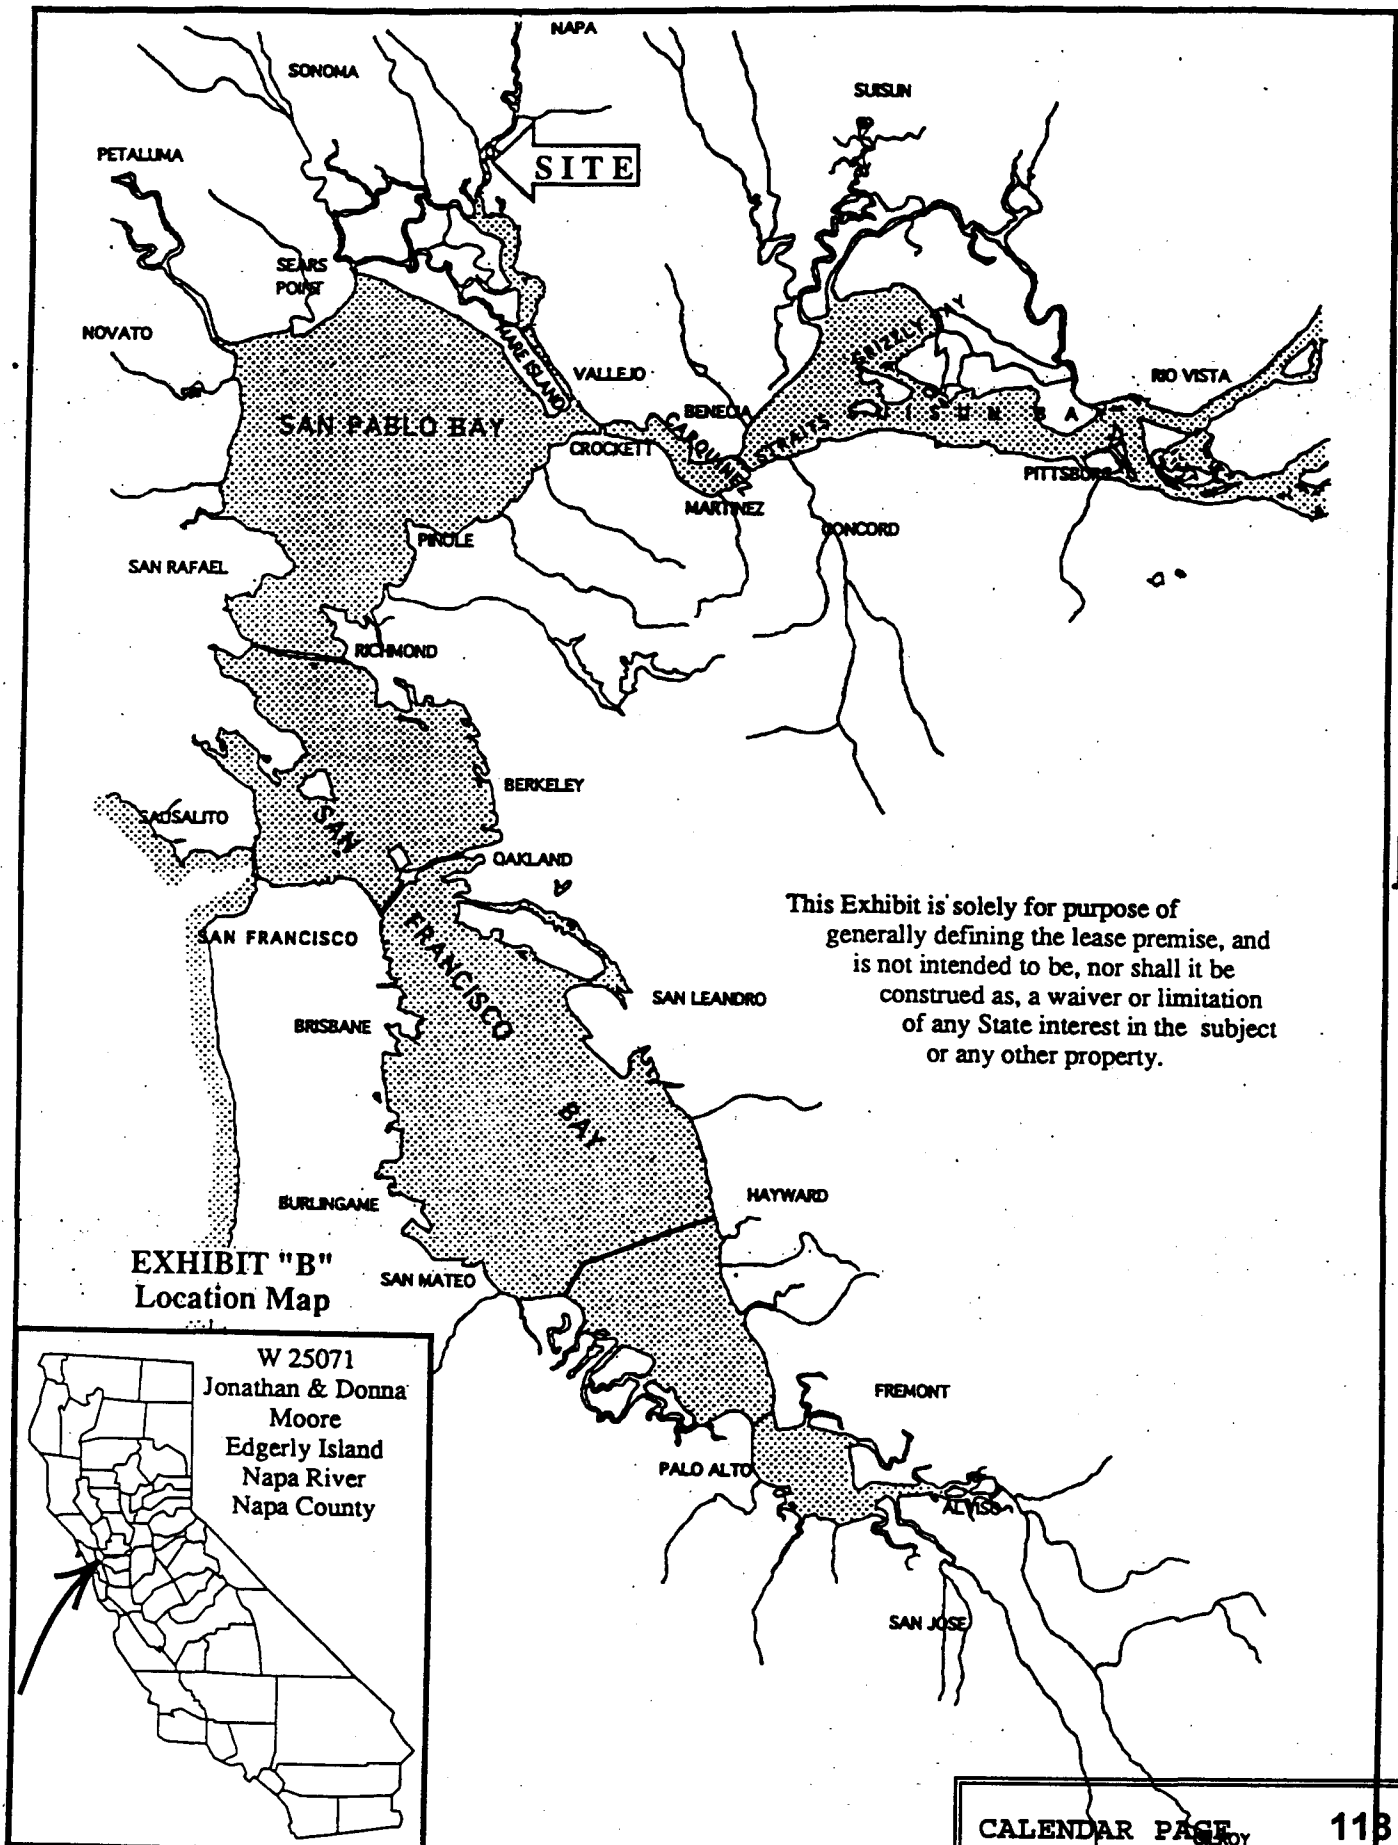 NAPA
SONOMA
SUISUN
SITE
PETALUMA
SEARS
POINT
GRIZZLY BAY
NOVATO
MARE ISLAND
VALLEJO
RIO VISTA
BENECIA
SUISUN BAY
SAN PABLO BAY
CARQUINEZ
STRAITS
CROCKETT
PITTSBURG
MARTINEZ
CONCORD
PINOLE
SAN RAFAEL
RICHMOND
BERKELEY
SAUSALITO
SAN
OAKLAND
This Exhibit is solely for purpose of
generally defining the lease premise, and
is not intended to be, nor shall it be
construed as, a waiver or limitation
of any State interest in the subject
or any other property.
SAN FRANCISCO
FRANCISCO
SAN LEANDRO
BRISBANE
BAY
HAYWARD
BURLINGAME
EXHIBIT "B"
Location Map
SAN MATEO
W 25071
Jonathan & Donna
Moore
Edgerly Island
Napa River
Napa County
FREMONT
PALO ALTO
ALVISO
SAN JOSE
CALENDAR PAGE
GILROY